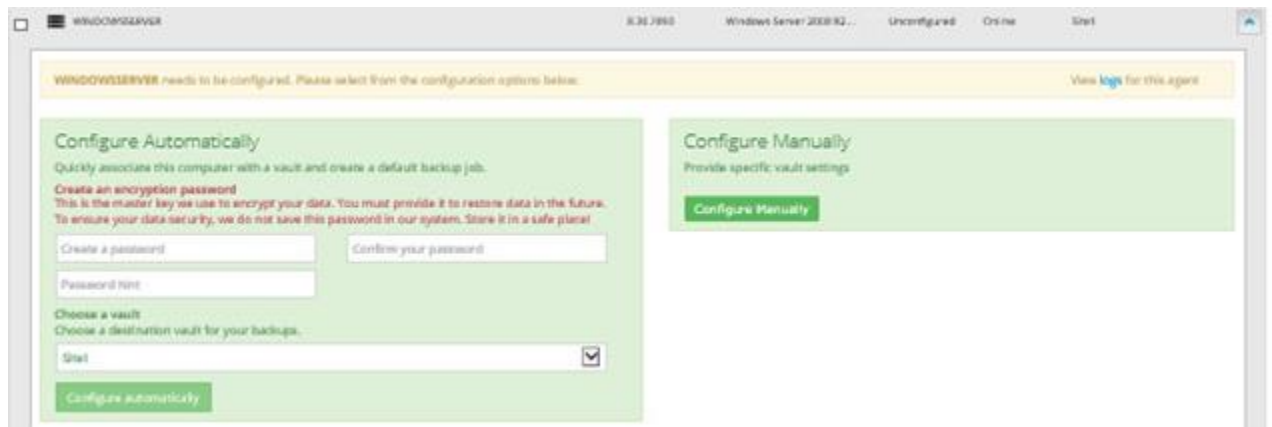 WINDOWSSERVER Windows Server 2008 R2... Unconfigured Online Site1
WINDOWSSERVER needs to be configured. Please select from the configuration options below. View logs for this agent
Configure Automatically
Quickly associate this computer with a vault and create a default backup job.
Create an encryption password
This is the master key we use to encrypt your data. You must provide it to restore data in the future.
To ensure your data security, we do not save this password in our system. Store it in a safe place!
Create a password Confirm your password
Password hint
Choose a vault
Choose a destination vault for your backups.
Site1
Configure automatically
Configure Manually
Provide specific vault settings
Configure Manually